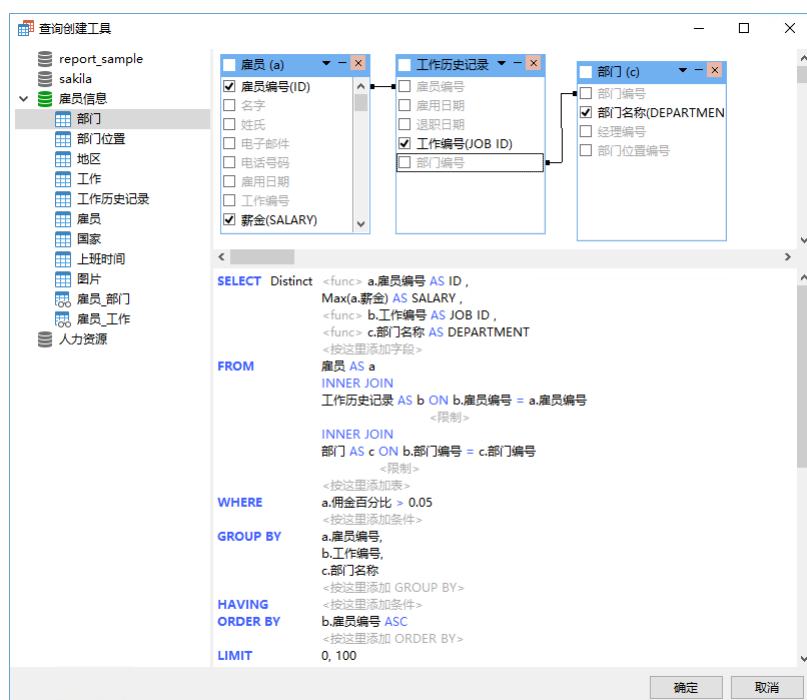 查询创建工具
report_sample
sakila
雇员信息
部门
部门位置
地区
工作
工作历史记录
雇员
国家
上班时间
图片
雇员_部门
雇员_工作
人力资源
雇员 (a)
雇员编号(ID)
名字
姓氏
电子邮件
电话号码
雇用日期
工作编号
薪金(SALARY)
工作历史记录
雇员编号
雇用日期
退职日期
工作编号(JOB ID)
部门编号
部门 (c)
部门编号
部门名称(DEPARTMEN
经理编号
部门位置编号
SELECT Distinct <func> a.雇员编号 AS ID ,
Max(a.薪金) AS SALARY ,
<func> b.工作编号 AS JOB ID ,
<func> c.部门名称 AS DEPARTMENT
<按这里添加字段>
FROM 雇员 AS a
INNER JOIN
工作历史记录 AS b ON b.雇员编号 = a.雇员编号
<限制>
INNER JOIN
部门 AS c ON b.部门编号 = c.部门编号
<限制>
<按这里添加表>
WHERE a.佣金百分比 > 0.05
<按这里添加条件>
GROUP BY a.雇员编号,
b.工作编号,
c.部门名称
<按这里添加 GROUP BY>
HAVING <按这里添加条件>
ORDER BY b.雇员编号 ASC
<按这里添加 ORDER BY>
LIMIT 0, 100
确定
取消